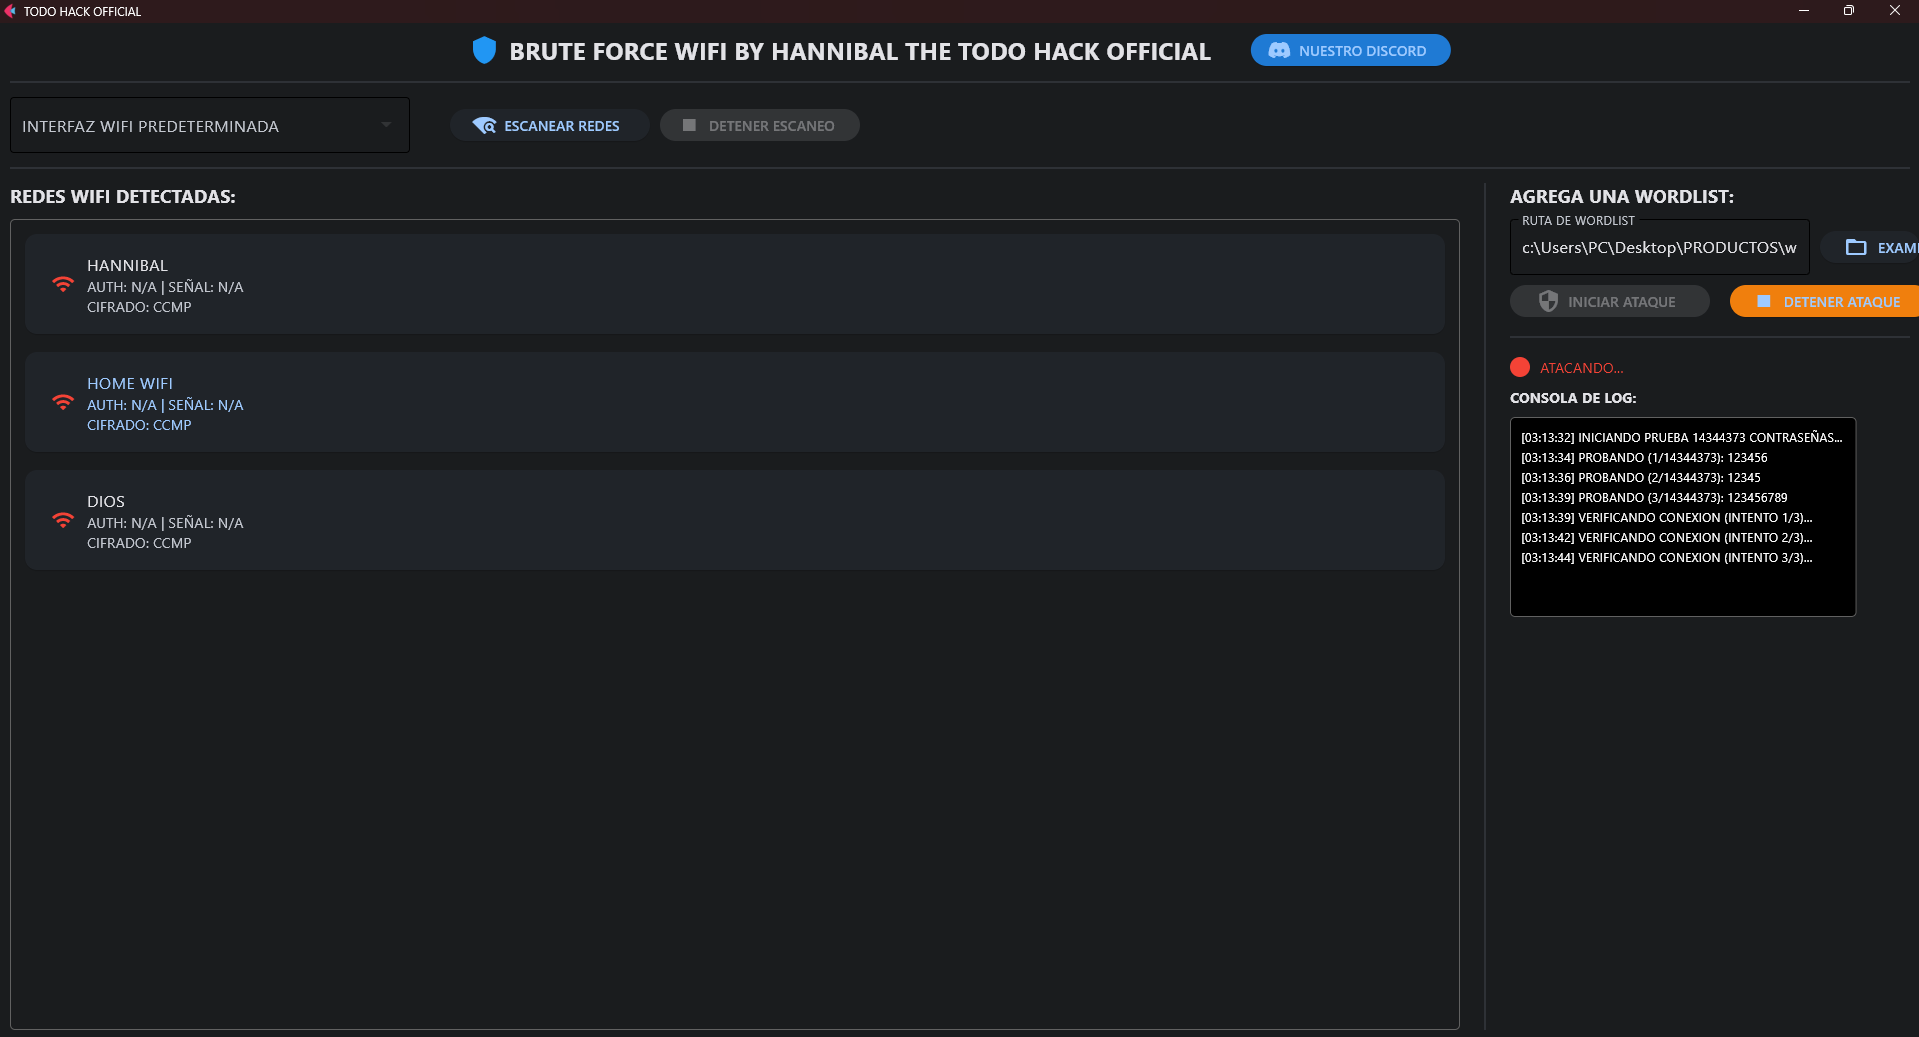 TODO HACK OFFICIAL
BRUTE FORCE WIFI BY HANNIBAL THE TODO HACK OFFICIAL
NUESTRO DISCORD
INTERFAZ WIFI PREDETERMINADA
ESCANEAR REDES
DETENER ESCANEO
REDES WIFI DETECTADAS:
HANNIBAL
AUTH: N/A | SEÑAL: N/A
CIFRADO: CCMP
HOME WIFI
AUTH: N/A | SEÑAL: N/A
CIFRADO: CCMP
DIOS
AUTH: N/A | SEÑAL: N/A
CIFRADO: CCMP
AGREGA UNA WORDLIST:
RUTA DE WORDLIST
c:\Users\PC\Desktop\PRODUCTOS\w
EXAMI
INICIAR ATAQUE
DETENER ATAQUE
ATACANDO...
CONSOLA DE LOG:
[03:13:32] INICIANDO PRUEBA 14344373 CONTRASEÑAS...
[03:13:34] PROBANDO (1/14344373): 123456
[03:13:36] PROBANDO (2/14344373): 12345
[03:13:39] PROBANDO (3/14344373): 123456789
[03:13:39] VERIFICANDO CONEXION (INTENTO 1/3)...
[03:13:42] VERIFICANDO CONEXION (INTENTO 2/3)...
[03:13:44] VERIFICANDO CONEXION (INTENTO 3/3)...